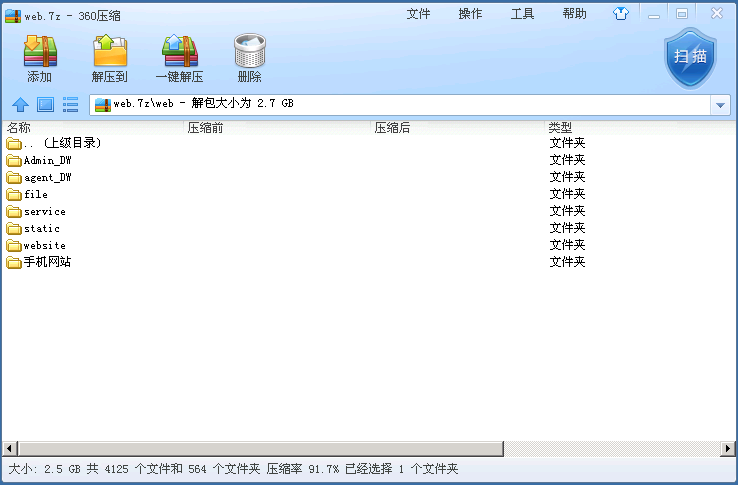 web.7z - 360压缩
文件 操作 工具 帮助
添加 解压到 一键解压 删除 扫描
web.7z\web - 解包大小为 2.7 GB
名称 压缩前 压缩后 类型
.. (上级目录) 文件夹
Admin_DW 文件夹
agent_DW 文件夹
file 文件夹
service 文件夹
static 文件夹
website 文件夹
手机网站 文件夹
大小: 2.5 GB 共 4125 个文件和 564 个文件夹 压缩率 91.7% 已经选择 1 个文件夹